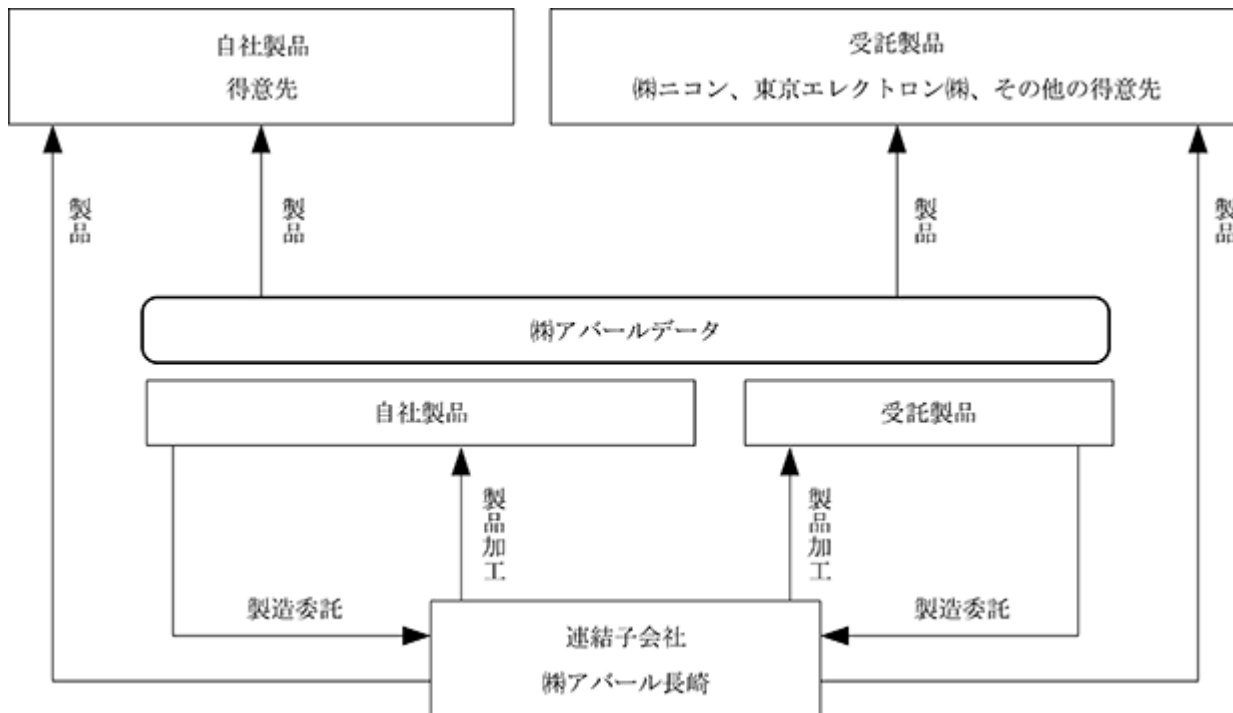 自社製品
得意先
受託製品
㈱ニコン、東京エレクトロン㈱、その他の得意先
製品
製品
製品
製品
㈱アバールデータ
自社製品
受託製品
製品加工
製品加工
製造委託
製造委託
連結子会社
㈱アバール長崎